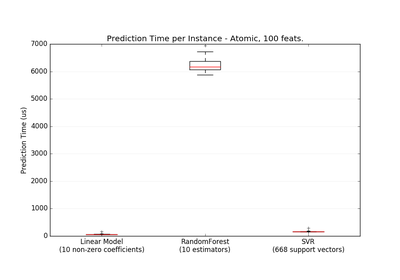 Prediction Time per Instance - Atomic, 100 feats.
7000
6000
5000
4000
3000
2000
1000
0
Prediction Time (us)
Linear Model
(10 non-zero coefficients)
RandomForest
(10 estimators)
SVR
(668 support vectors)